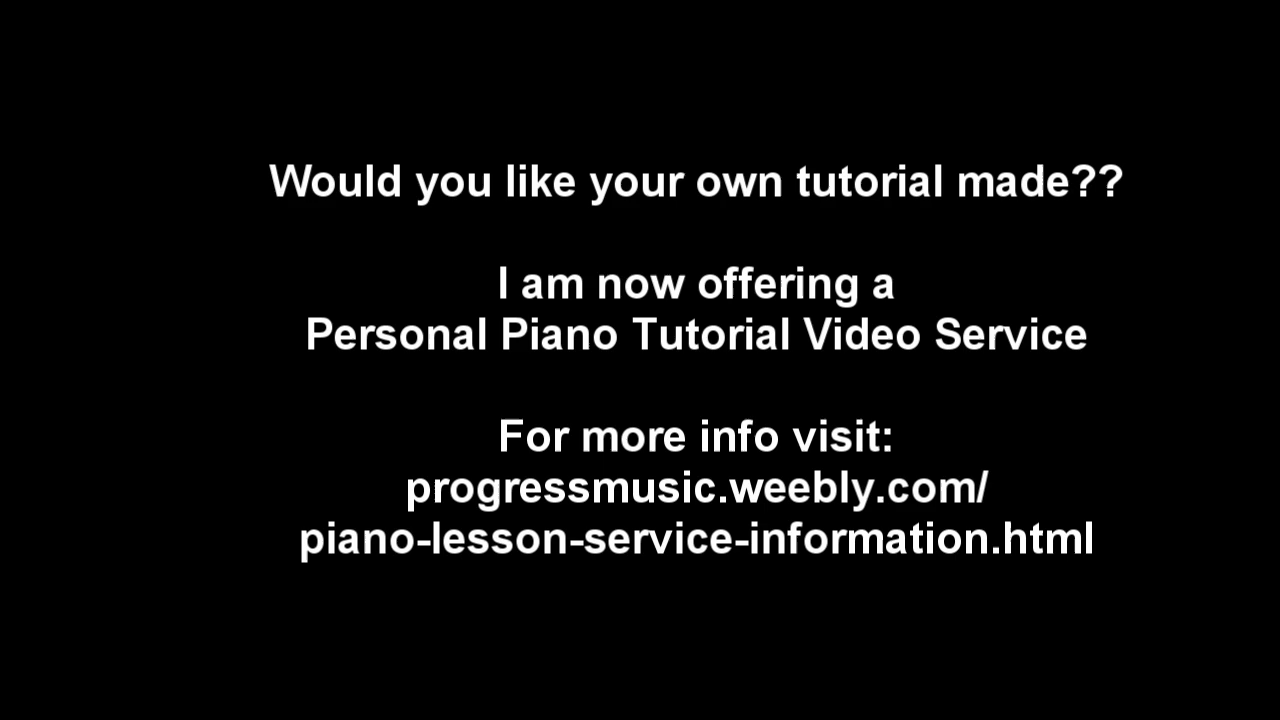 Would you like your own tutorial made??
I am now offering a
Personal Piano Tutorial Video Service
For more info visit:
progressmusic.weebly.com/
piano-lesson-service-information.html